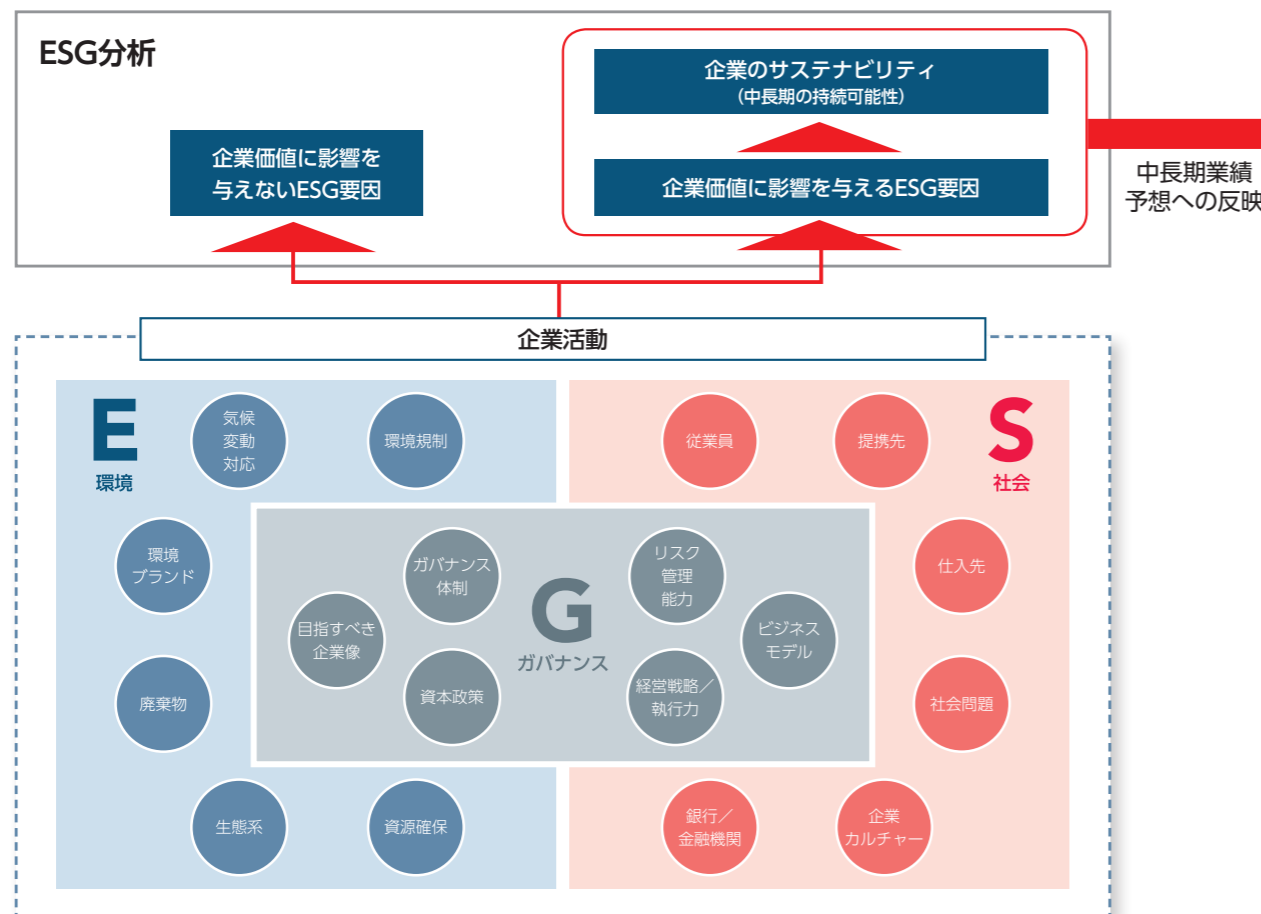 ESG分析
企業のサステナビリティ
(中長期の持続可能性)
企業価値に影響を
与えないESG要因
企業価値に影響を与えるESG要因
中長期業績
予想への反映
企業活動
E
環境
気候
変動
対応
環境規制
従業員
提携先
S
社会
環境
ブランド
ガバナンス
体制
リスク
管理
能力
仕入先
目指すべき
企業像
G
ガバナンス
ビジネス
モデル
廃棄物
資本政策
経営戦略/
執行力
社会問題
生態系
資源確保
銀行/
金融機関
企業
カルチャー